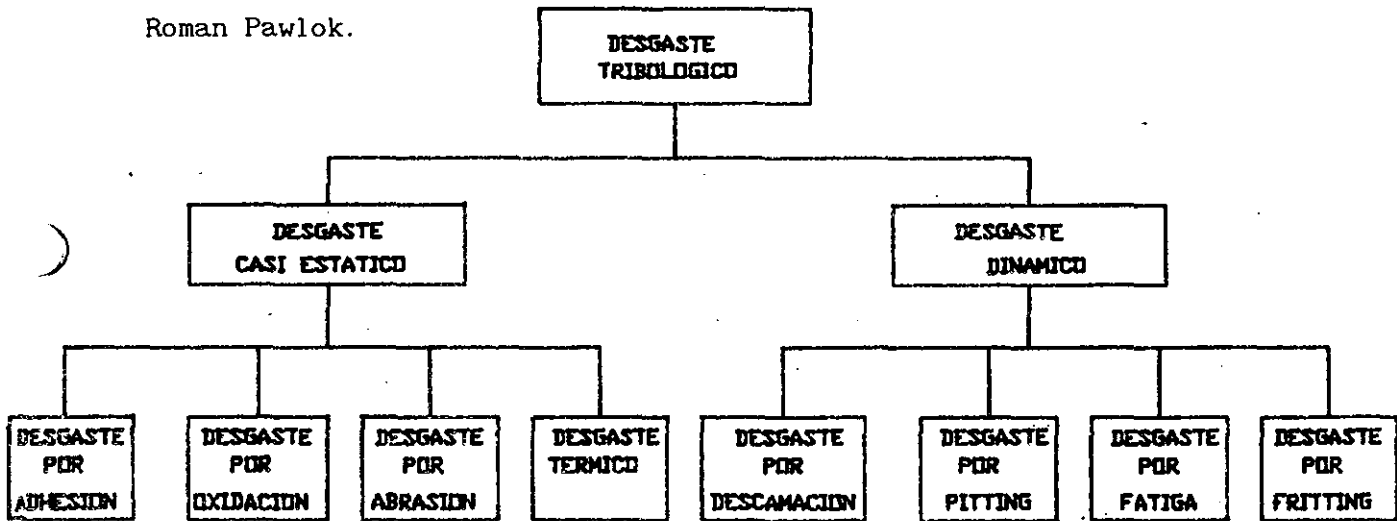 Roman Pawlok.
DESGASTE
TRIBOLOGICO
DESGASTE
CASI ESTATICO
DESGASTE
DINAMICO
DESGASTE
POR
ADHESION
DESGASTE
POR
OXIDACION
DESGASTE
POR
ABRASION
DESGASTE
TERMICO
DESGASTE
POR
DESCAMACION
DESGASTE
POR
PITTING
DESGASTE
POR
FATIGA
DESGASTE
POR
FRITTING